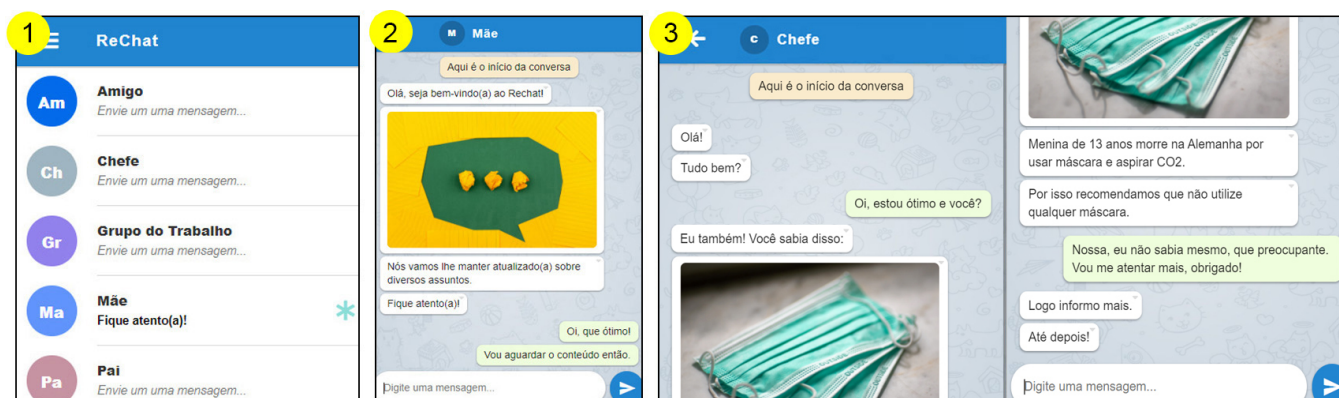 1
ReChat
Am
Amigo
Envie um uma mensagem...
Ch
Chefe
Envie um uma mensagem...
Gr
Grupo do Trabalho
Envie um uma mensagem...
Ma
Mãe
Fique atento(a)!
Pa
Pai
Envie um uma mensagem...
2
M
Mãe
Aqui é o início da conversa
Olá, seja bem-vindo(a) ao Rechat!
Nós vamos lhe manter atualizado(a) sobre
diversos assuntos.
Fique atento(a)!
Oi, que ótimo!
Vou aguardar o conteúdo então.
Digite uma mensagem...
3
C
Chefe
Aqui é o início da conversa
Olá!
Tudo bem?
Oi, estou ótimo e você?
Eu também! Você sabia disso:
OUTSIDE
OUTSIDE
Menina de 13 anos morre na Alemanha por
usar máscara e aspirar CO2.
Por isso recomendamos que não utilize
qualquer máscara.
Nossa, eu não sabia mesmo, que preocupante.
Vou me atentar mais, obrigado!
Logo informo mais.
Até depois!
Digite uma mensagem...